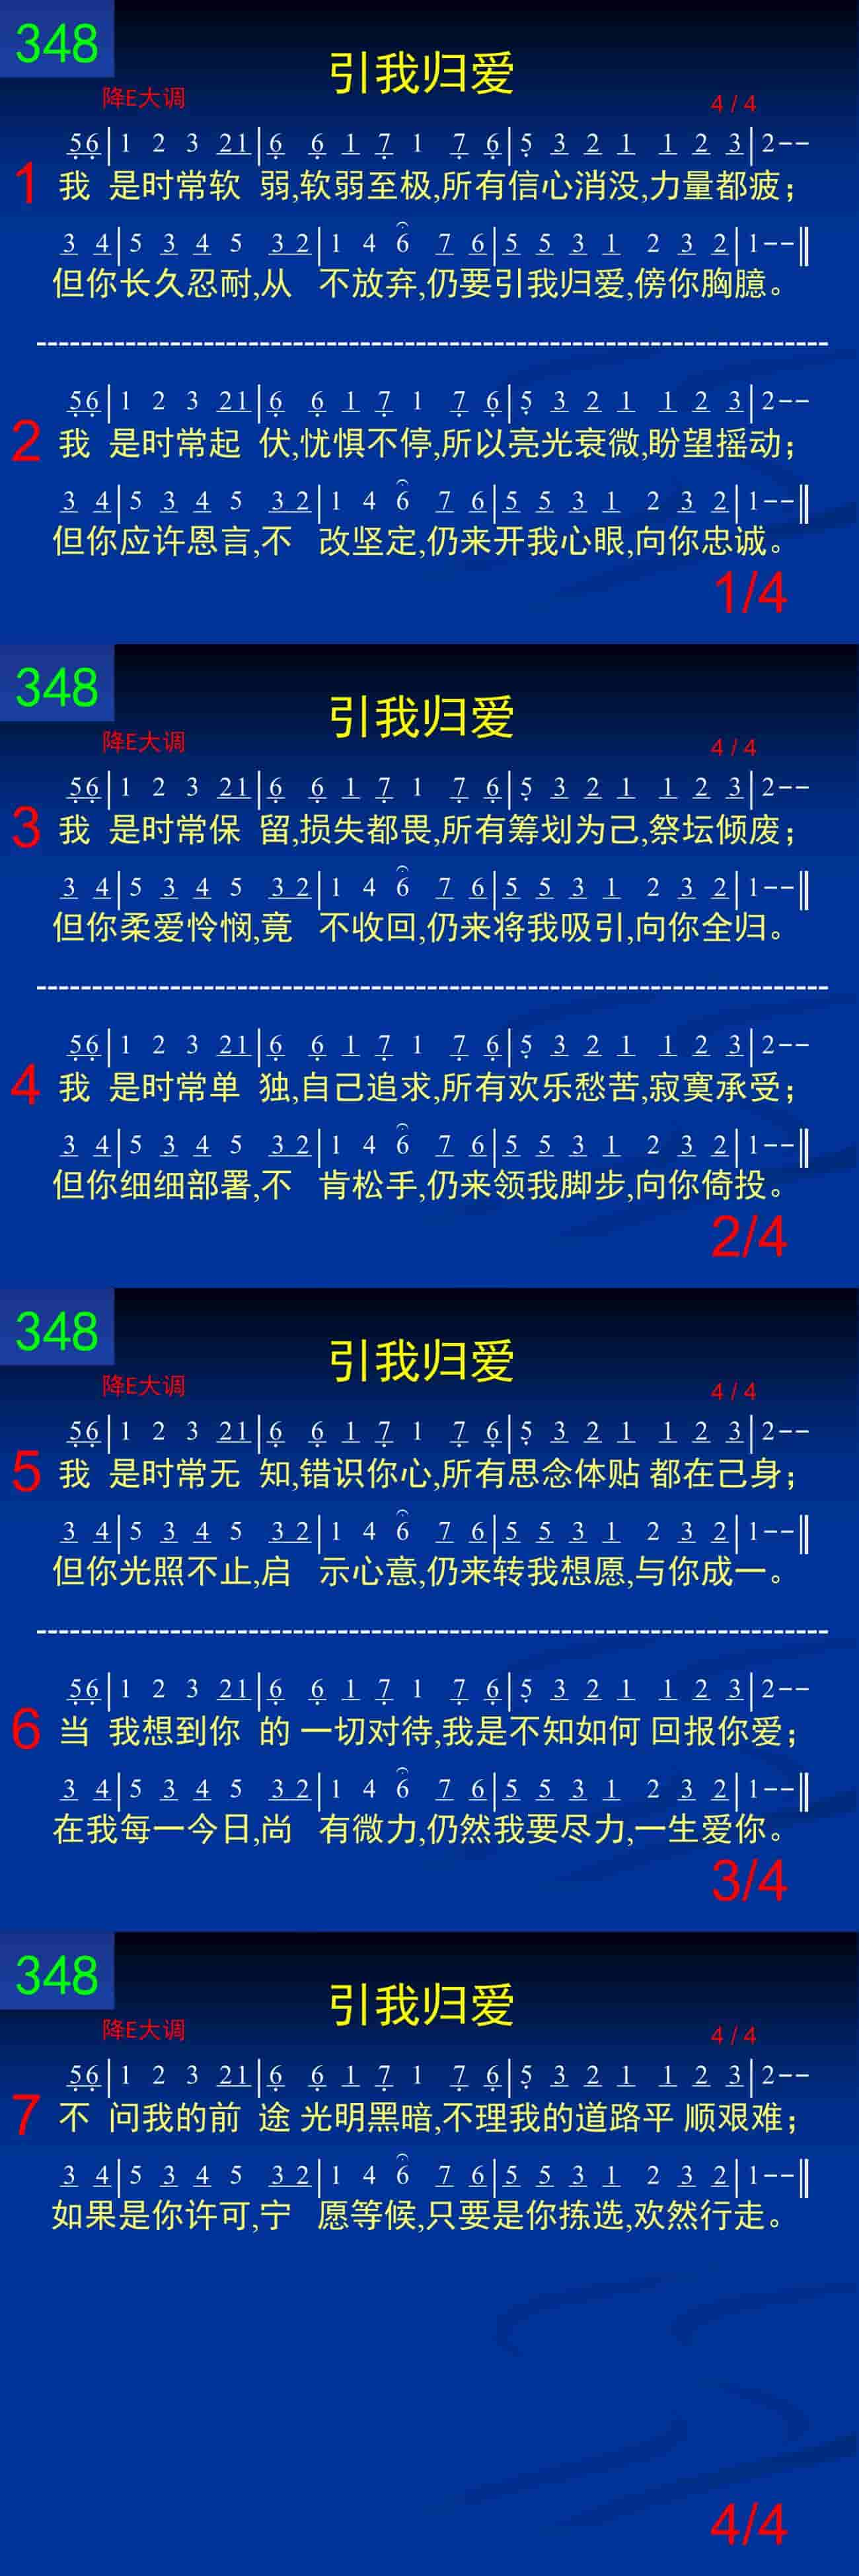 348
引我归爱
降E大调 4/4
56|1 2 3 21|6 6 1 7 1 7 6|5 3 2 1 1 2 3|2--
1 我 是时常软 弱,软弱至极,所有信心消没,力量都疲；
3 4|5 3 4 5 3 2|1 4 6 7 6|5 5 3 1 2 3 2|1--‖
但你长久忍耐,从 不放弃,仍要引我归爱,傍你胸臆。
56|1 2 3 21|6 6 1 7 1 7 6|5 3 2 1 1 2 3|2--
2 我 是时常起 伏,忧惧不停,所以亮光衰微,盼望摇动；
3 4|5 3 4 5 3 2|1 4 6 7 6|5 5 3 1 2 3 2|1--‖
但你应许恩言,不 改坚定,仍来开我心眼,向你忠诚。
1/4
348
引我归爱
降E大调 4/4
56|1 2 3 21|6 6 1 7 1 7 6|5 3 2 1 1 2 3|2--
3 我 是时常保 留,损失都畏,所有筹划为己,祭坛倾废；
3 4|5 3 4 5 3 2|1 4 6 7 6|5 5 3 1 2 3 2|1--‖
但你柔爱怜悯,竟 不收回,仍来将我吸引,向你全归。
56|1 2 3 21|6 6 1 7 1 7 6|5 3 2 1 1 2 3|2--
4 我 是时常单 独,自己追求,所有欢乐愁苦,寂寞承受；
3 4|5 3 4 5 3 2|1 4 6 7 6|5 5 3 1 2 3 2|1--‖
但你细细部署,不 肯松手,仍来领我脚步,向你倚投。
2/4
348
引我归爱
降E大调 4/4
56|1 2 3 21|6 6 1 7 1 7 6|5 3 2 1 1 2 3|2--
5 我 是时常无 知,错识你心,所有思念体贴 都在己身；
3 4|5 3 4 5 3 2|1 4 6 7 6|5 5 3 1 2 3 2|1--‖
但你光照不止,启 示心意,仍来转我想愿,与你成一。
56|1 2 3 21|6 6 1 7 1 7 6|5 3 2 1 1 2 3|2--
6 当 我想到你 的 一切对待,我是不知如何 回报你爱；
3 4|5 3 4 5 3 2|1 4 6 7 6|5 5 3 1 2 3 2|1--‖
在我每一今日,尚 有微力,仍然我要尽力,一生爱你。
3/4
348
引我归爱
降E大调 4/4
56|1 2 3 21|6 6 1 7 1 7 6|5 3 2 1 1 2 3|2--
7 不 问我的前 途 光明黑暗,不理我的道路平 顺艰难；
3 4|5 3 4 5 3 2|1 4 6 7 6|5 5 3 1 2 3 2|1--‖
如果是你许可,宁 愿等候,只要是你拣选,欢然行走。
4/4